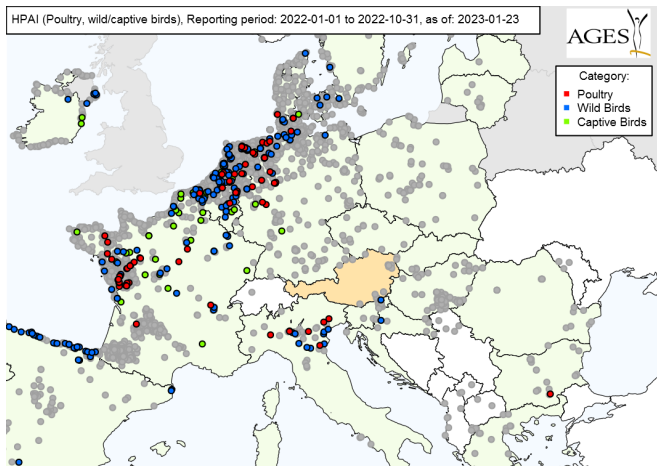 HPAI (Poultry, wild/captive birds), Reporting period: 2022-01-01 to 2022-10-31, as of: 2023-01-23
AGES
Category:
Poultry
Wild Birds
Captive Birds